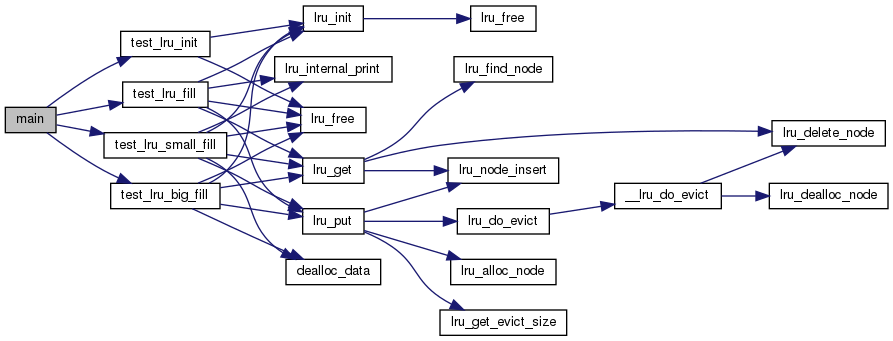 main
test_lru_init
test_lru_fill
test_lru_small_fill
test_lru_big_fill
lru_init
lru_internal_print
lru_free
lru_get
lru_put
dealloc_data
lru_free
lru_find_node
lru_node_insert
lru_do_evict
lru_alloc_node
lru_get_evict_size
__lru_do_evict
lru_delete_node
lru_dealloc_node